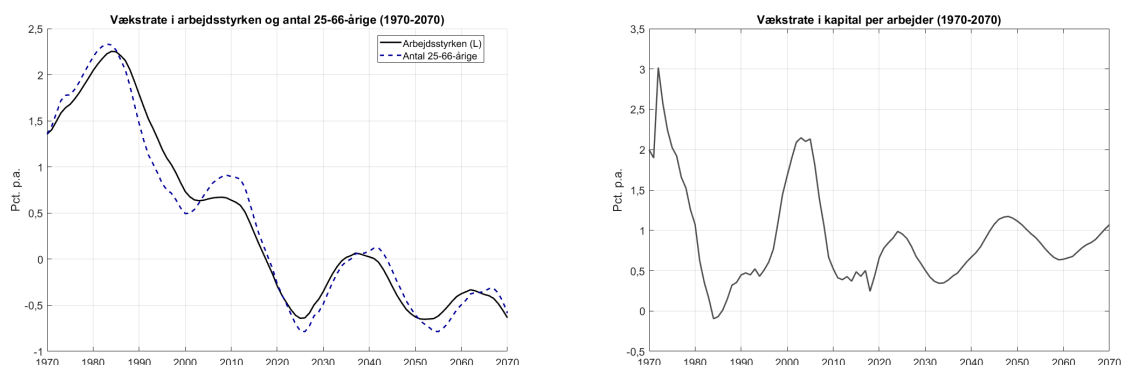 Vækstrate i arbejdsstyrken og antal 25-66-årige (1970-2070)
2,5
2
1,5
1
0,5
0
-0,5
-1
Pct. p.a.
Arbejdsstyrken (L)
Antal 25-66-årige
1970 1980 1990 2000 2010 2020 2030 2040 2050 2060 2070
Vækstrate i kapital per arbejder (1970-2070)
3,5
3
2,5
2
1,5
1
0,5
0
-0,5
Pct. p.a.
1970 1980 1990 2000 2010 2020 2030 2040 2050 2060 2070